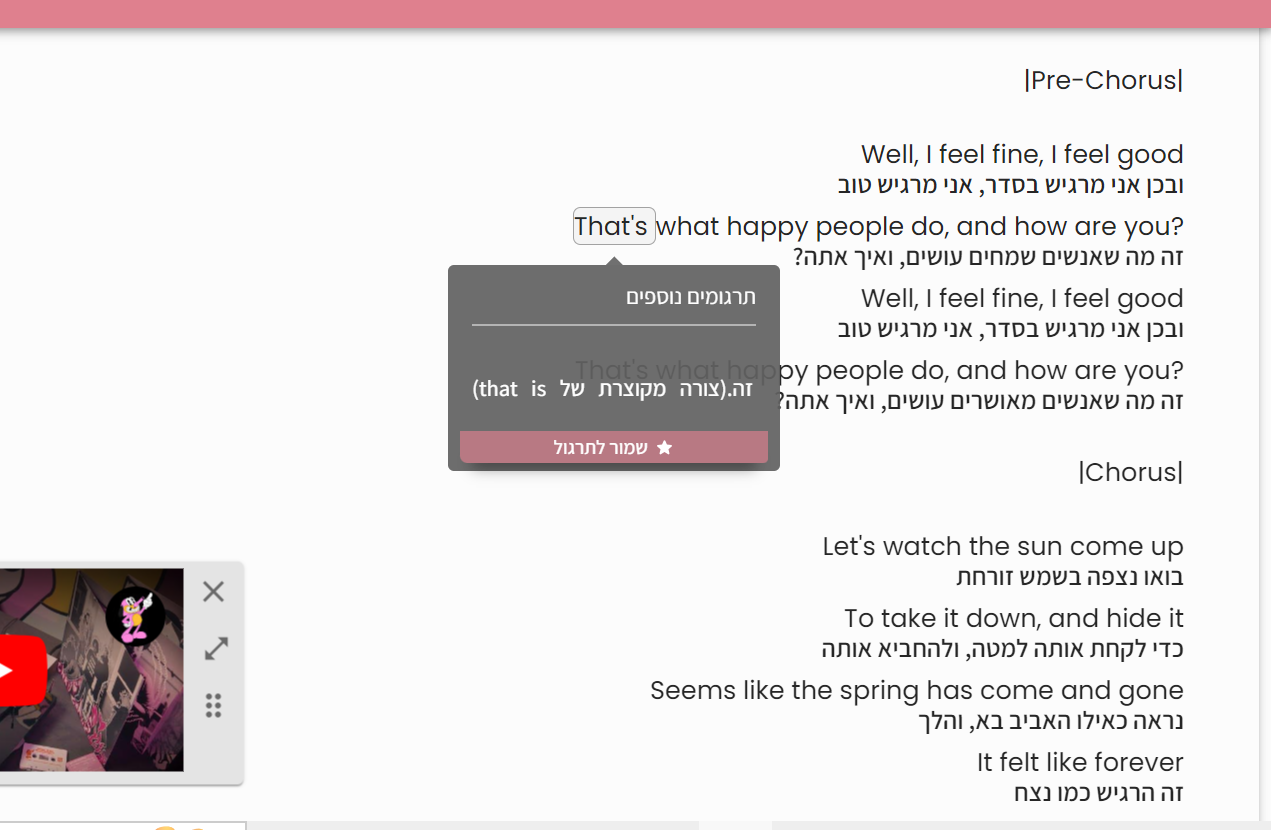 |Pre-Chorus|
Well, I feel fine, I feel good
ובכן אני מרגיש בסדר, אני מרגיש טוב
That's what happy people do, and how are you?
זה מה שאנשים שמחים עושים, ואיך אתה?
תרגומים נוספים
זה.(צורה מקוצרת של that is)
שמור לתרגול
Well, I feel fine, I feel good
ובכן אני מרגיש בסדר, אני מרגיש טוב
That's what happy people do, and how are you?
זה מה שאנשים מאושרים עושים, ואיך אתה?
|Chorus|
Let's watch the sun come up
בואו נצפה בשמש זורחת
To take it down, and hide it
כדי לקחת אותה למטה, ולהחביא אותה
Seems like the spring has come and gone
נראה כאילו האביב בא, והלך
It felt like forever
זה הרגיש כמו נצח